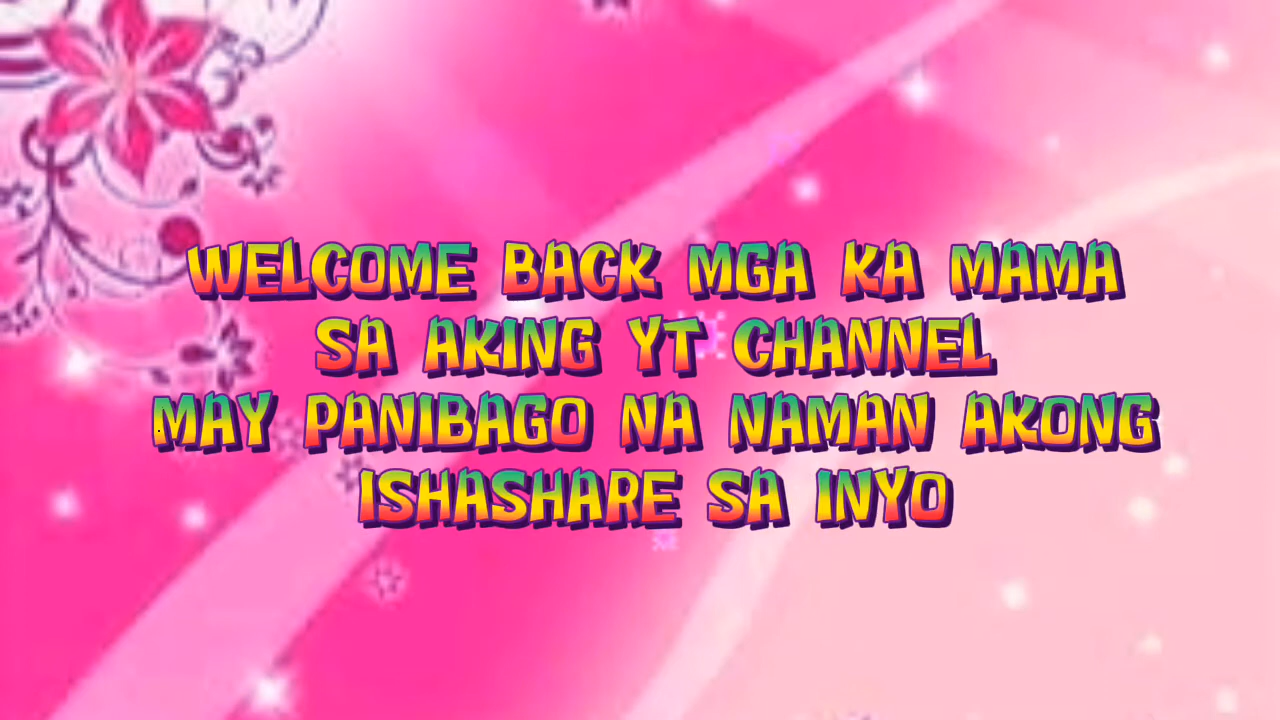 WELCOME BACK MGA KA MAMA
SA AKING YT CHANNEL
MAY PANIBAGO NA NAMAN AKONG
ISHASHARE SA INYO